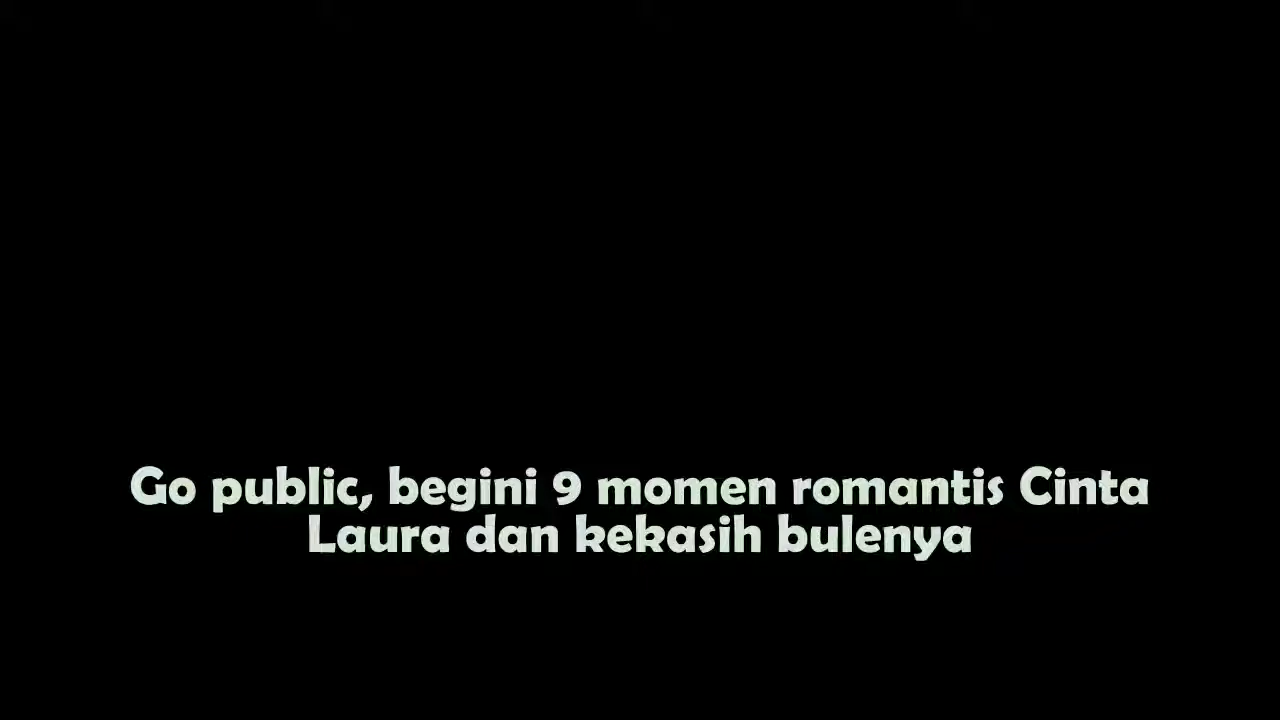 Go public, begini 9 momen romantis Cinta
Laura dan kekasih bulenya